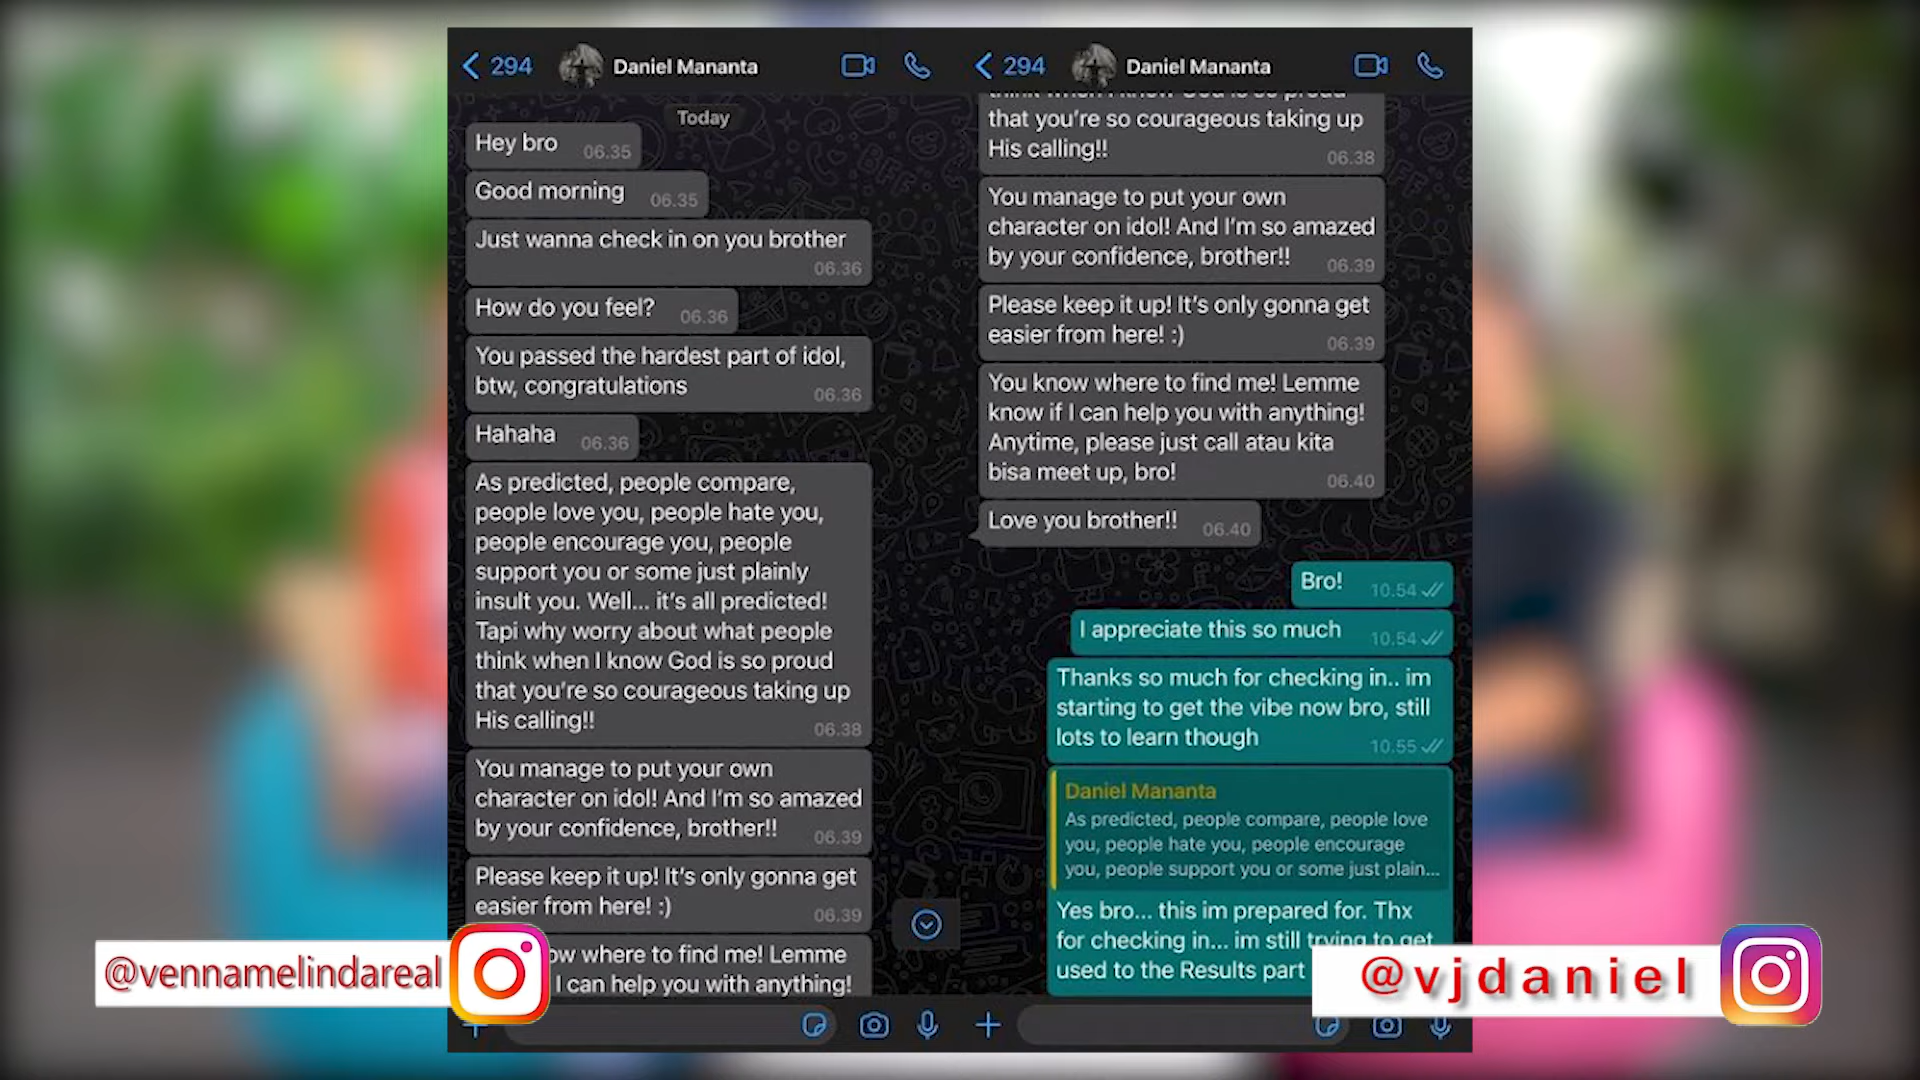 294
Daniel Mananta
Today
Hey bro
06.35
Good morning
06.35
Just wanna check in on you brother
06.36
How do you feel?
06.36
You passed the hardest part of idol,
btw, congratulations
06.36
Hahaha
06.36
As predicted, people compare,
people love you, people hate you,
people encourage you, people
support you or some just plainly
insult you. Well... it's all predicted!
Tapi why worry about what people
think when I know God is so proud
that you're so courageous taking up
His calling!!
06.38
You manage to put your own
character on idol! And I'm so amazed
by your confidence, brother!!
06.39
Please keep it up! It's only gonna get
easier from here! :)
06.39
where to find me! Lemme
I can help you with anything!
294
Daniel Mananta
that you're so courageous taking up
His calling!!
06.38
You manage to put your own
character on idol! And I'm so amazed
by your confidence, brother!!
06.39
Please keep it up! It's only gonna get
easier from here! :)
06.39
You know where to find me! Lemme
know if I can help you with anything!
Anytime, please just call atau kita
bisa meet up, bro!
06.40
Love you brother!!
06.40
Bro!
10.54
I appreciate this so much
10.54
Thanks so much for checking in.. im
starting to get the vibe now bro, still
lots to learn though
10.55
Daniel Mananta
As predicted, people compare, people love
you, people hate you, people encourage
you, people support you or some just plain...
Yes bro... this im prepared for. Thx
for checking in... im still trying to get
used to the Results part
@vennamelindareal
@vjdaniel